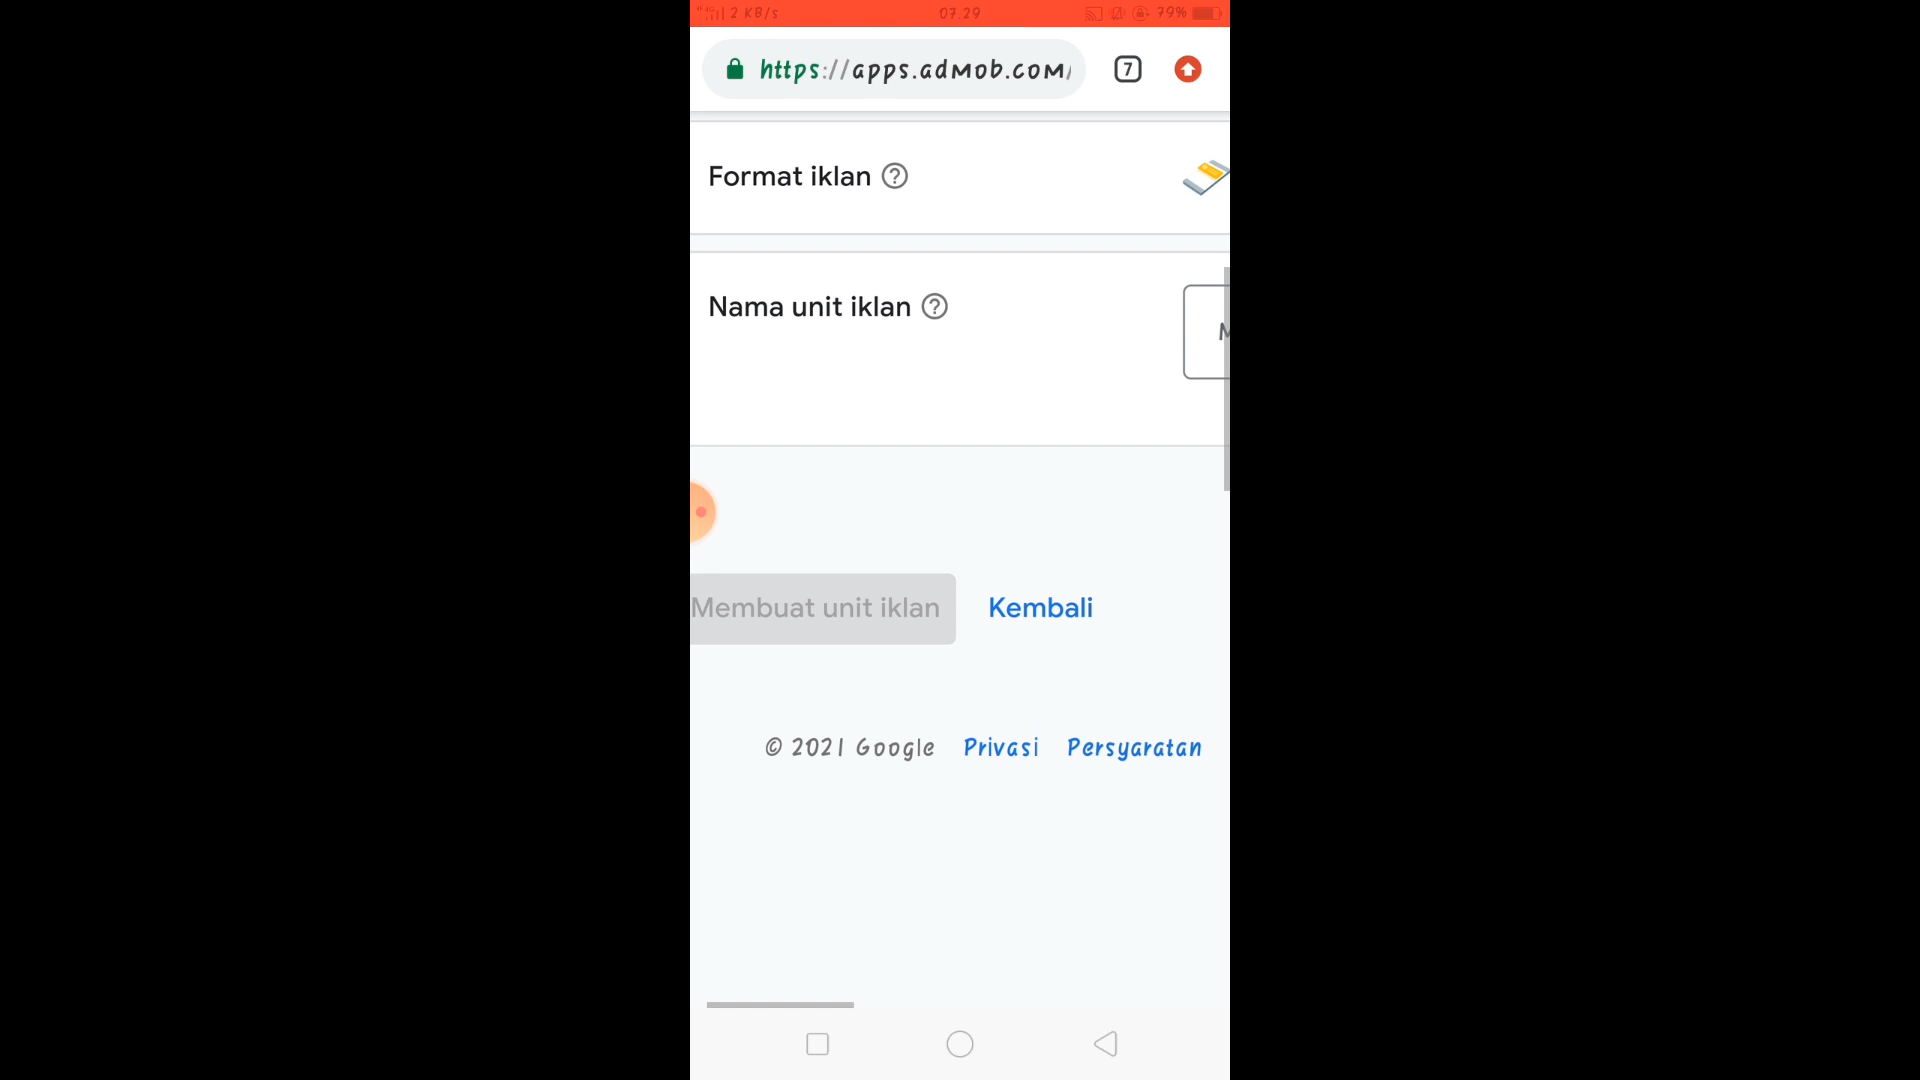 2 KB/s 07.29 79%
https://apps.admob.com/ 7
Format iklan
Nama unit iklan
M
Membuat unit iklan Kembali
© 2021 Google Privasi Persyaratan